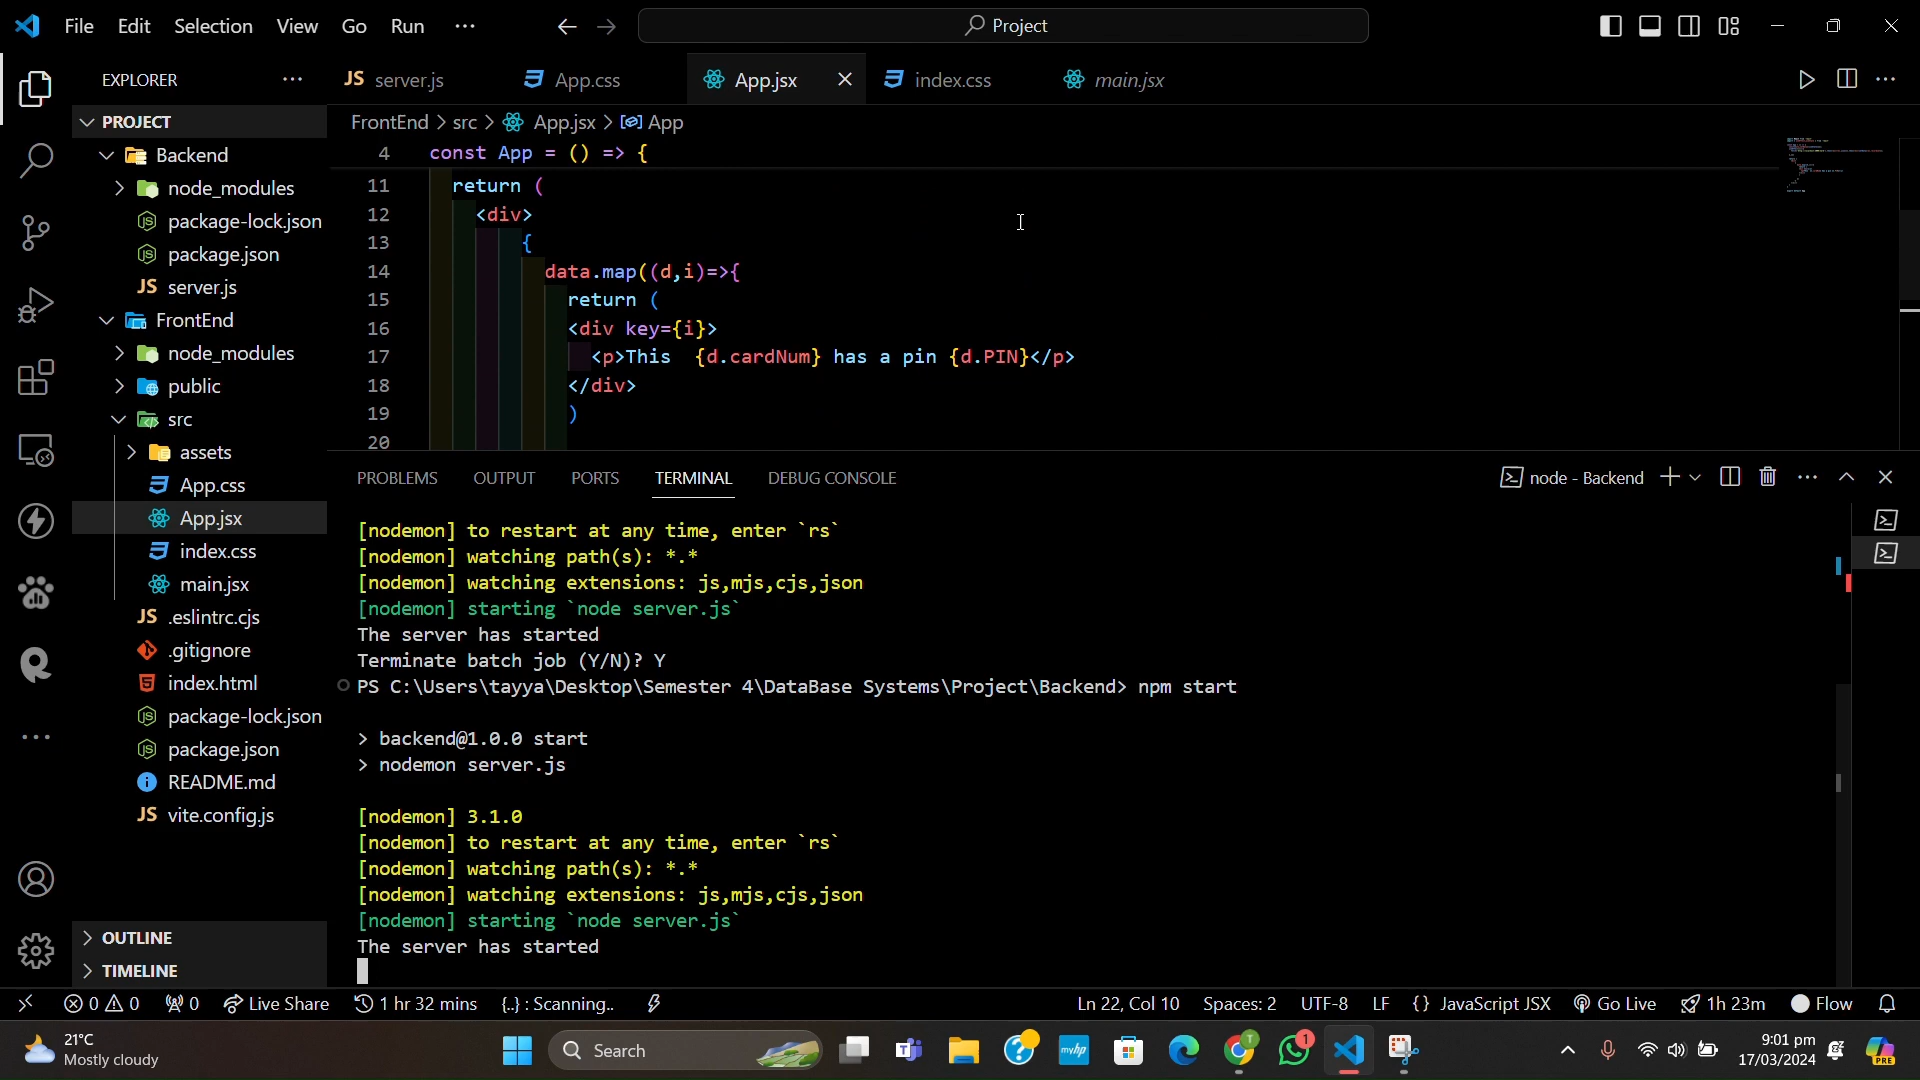 File Edit Selection View Go Run ···
Project
EXPLORER ···
JS server.js
App.css
App.jsx
index.css
main.jsx
PROJECT
Backend
node_modules
package-lock.json
package.json
JS server.js
FrontEnd
node_modules
public
src
assets
App.css
App.jsx
index.css
main.jsx
JS .eslintrc.cjs
.gitignore
index.html
package-lock.json
package.json
README.md
JS vite.config.js
OUTLINE
TIMELINE
FrontEnd > src > App.jsx > App
4 const App = () => {
11 return (
12 <div>
13 {
14 data.map((d,i)=>{
15 return (
16 <div key={i}>
17 <p>This  {d.cardNum} has a pin {d.PIN}</p>
18 </div>
19 )
20
PROBLEMS OUTPUT PORTS TERMINAL DEBUG CONSOLE
node - Backend
[nodemon] to restart at any time, enter `rs`
[nodemon] watching path(s): *.*
[nodemon] watching extensions: js,mjs,cjs,json
[nodemon] starting `node server.js`
The server has started
Terminate batch job (Y/N)? Y
PS C:\Users\tayya\Desktop\Semester 4\DataBase Systems\Project\Backend> npm start
> backend@1.0.0 start
> nodemon server.js
[nodemon] 3.1.0
[nodemon] to restart at any time, enter `rs`
[nodemon] watching path(s): *.*
[nodemon] watching extensions: js,mjs,cjs,json
[nodemon] starting `node server.js`
The server has started
0 0 0 Live Share 1 hr 32 mins {..} : Scanning.. Ln 22, Col 10 Spaces: 2 UTF-8 LF {} JavaScript JSX Go Live 1h 23m Flow
21°C
Mostly cloudy
Search
myhp
T
1
9:01 pm
17/03/2024
PRE